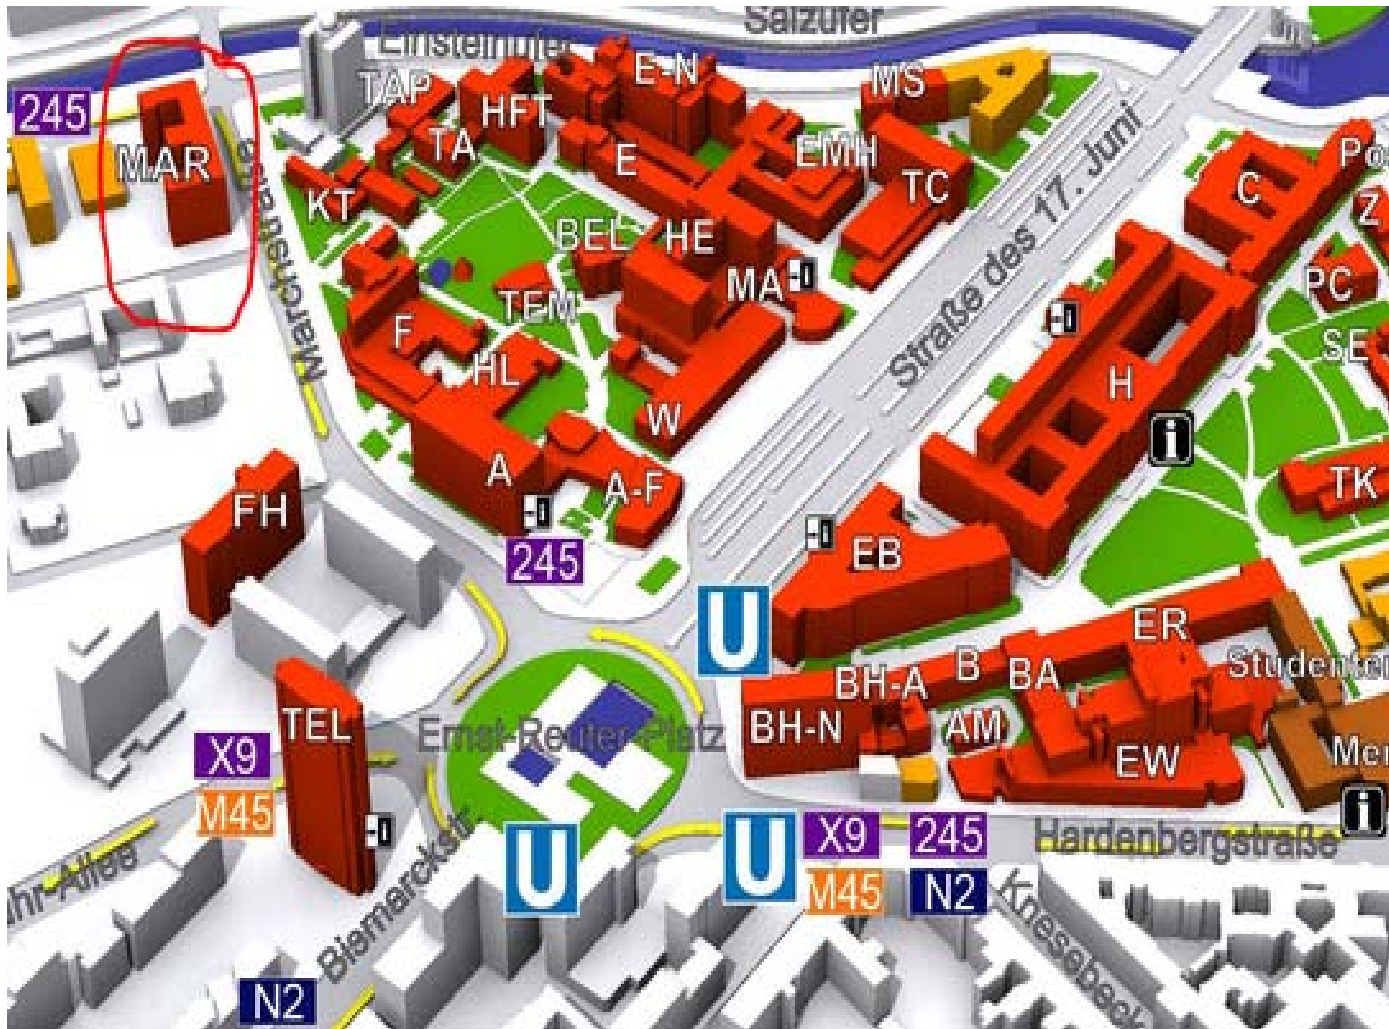 Salzufer
Einsteinufer
TAP
E-N
MS
245
HFT
MAR
TA
E
EMH
TC
C
Z
KT
BEL
HE
Straße des 17. Juni
MA
PC
TEM
F
Marchstraße
HL
SE
H
i
W
A
A-F
TK
FH
245
EB
U
ER
B
BA
BH-A
BH-N
AM
EW
TEL
Ernst-Reuter-Platz
X9
M45
U
U
X9
245
M45
N2
i
Hardenbergstraße
Bismarckstr.
N2